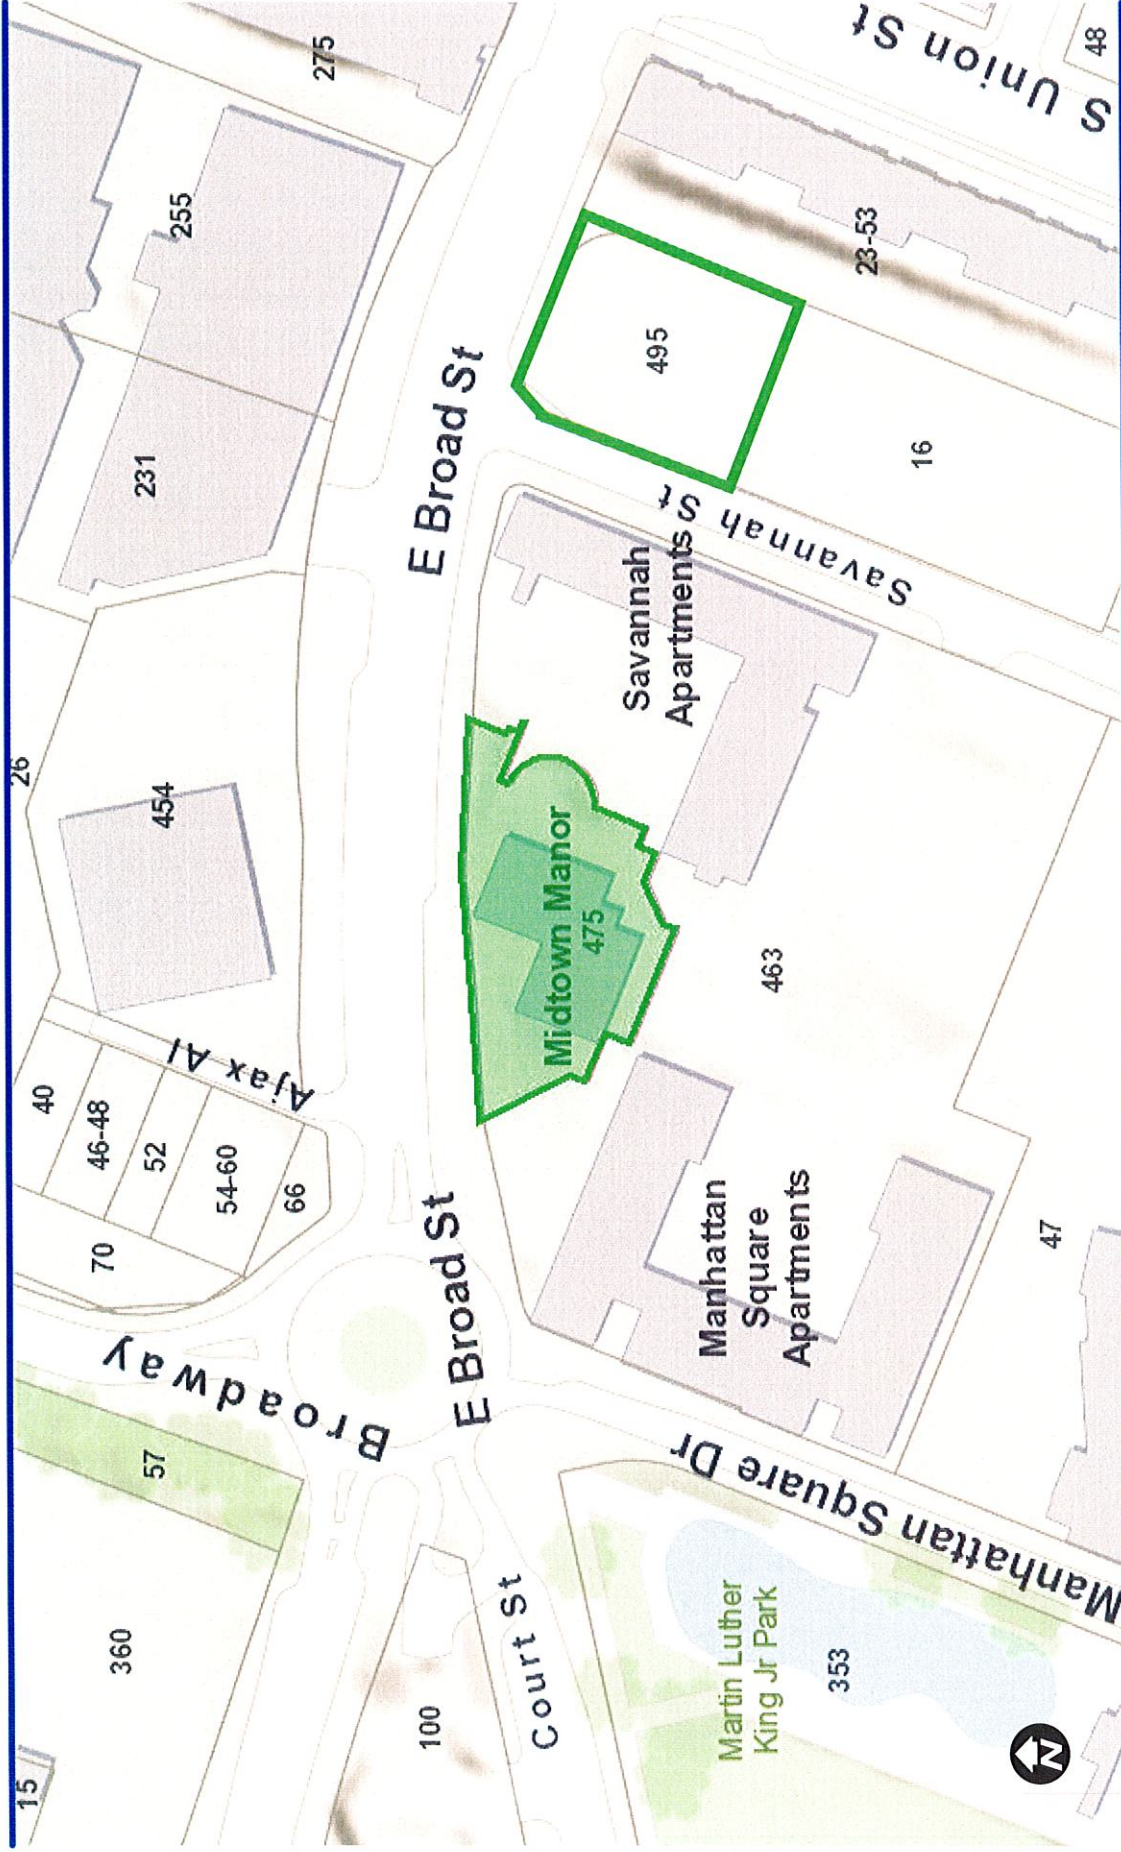 15
26
360
57
Broadway
70
40
46-48
52
54-60
66
Ajax Al
454
231
255
275
100
Court St
E Broad St
E Broad St
Midtown Manor
475
Savannah
Apartments
Savannah St
495
16
23-53
S Union St
48
Martin Luther
King Jr Park
353
Manhattan Square Dr
Manhattan
Square
Apartments
463
47
N